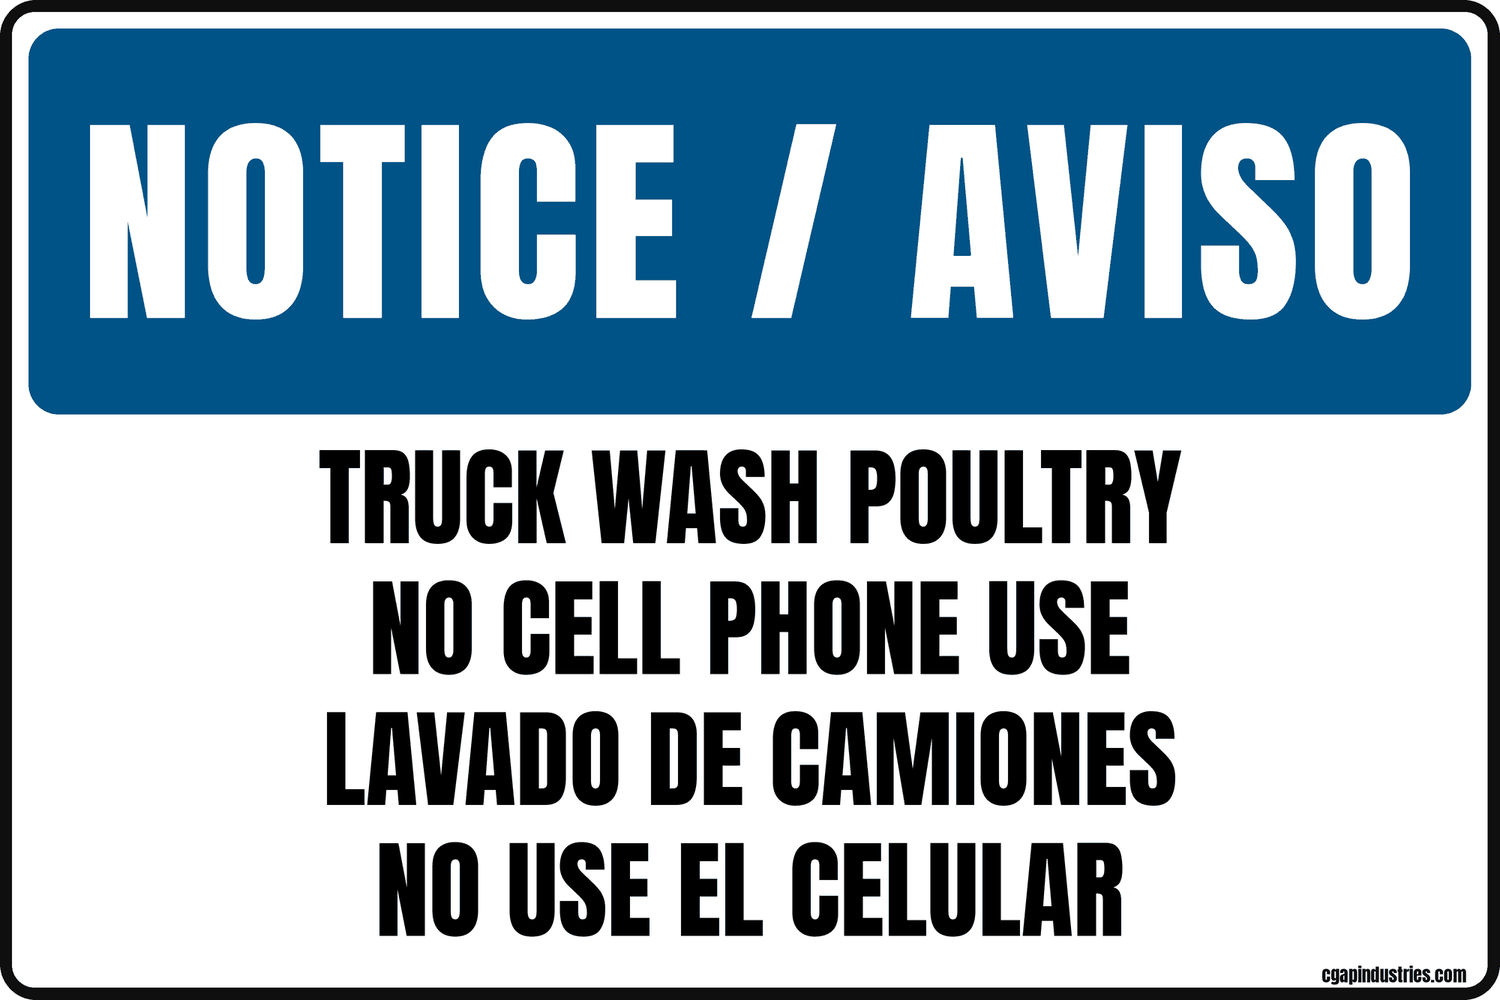 NOTICE / AVISO
TRUCK WASH POULTRY
NO CELL PHONE USE
LAVADO DE CAMIONES
NO USE EL CELULAR
cgapindustries.com